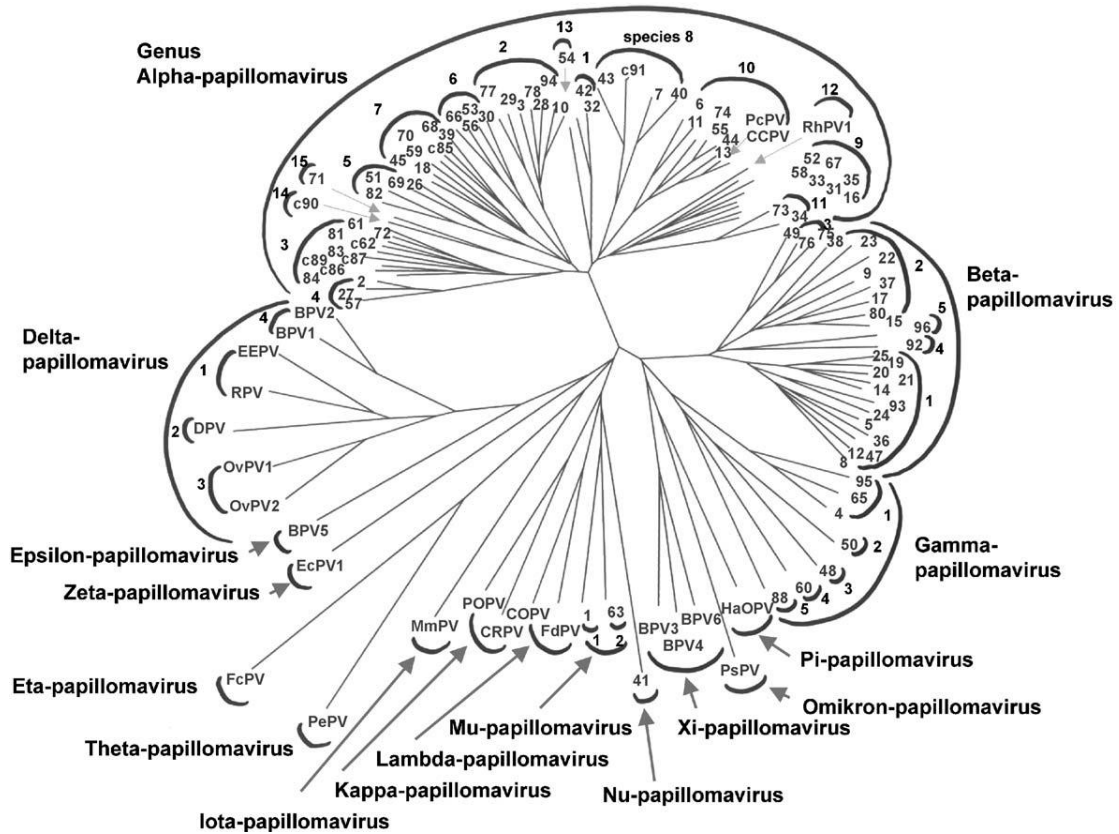 Genus
Alpha-papillomavirus
13
54
1
42
2
94
77
78
29
3
28
10
32
species 8
43
c91
7
40
10
6
11
74
55
44
13
PcPV
CCPV
12
RhPV1
9
52
67
58
33
35
31
16
11
73
34
6
53
66
30
56
7
70
68
39
59
c85
45
18
5
51
69
26
82
15
71
14
c90
3
61
81
72
83
c62
c89
c87
c86
84
4
2
27
57
Beta-
papillomavirus
3
49
75
76
38
23
2
22
9
37
17
80
15
5
96
92
4
25
19
20
21
14
93
1
24
5
36
12
47
8
Gamma-
papillomavirus
95
65
1
4
50
2
48
3
60
4
88
5
Delta-
papillomavirus
4
BPV2
BPV1
1
EEPV
RPV
2
DPV
3
OvPV1
OvPV2
BPV5
Epsilon-papillomavirus
EcPV1
Zeta-papillomavirus
FcPV
Eta-papillomavirus
PePV
Theta-papillomavirus
MmPV
Iota-papillomavirus
POPV
CRPV
Kappa-papillomavirus
COPV
FdPV
Lambda-papillomavirus
1
63
1
2
Mu-papillomavirus
41
Nu-papillomavirus
BPV3
BPV6
BPV4
Xi-papillomavirus
PsPV
Omikron-papillomavirus
HaOPV
Pi-papillomavirus